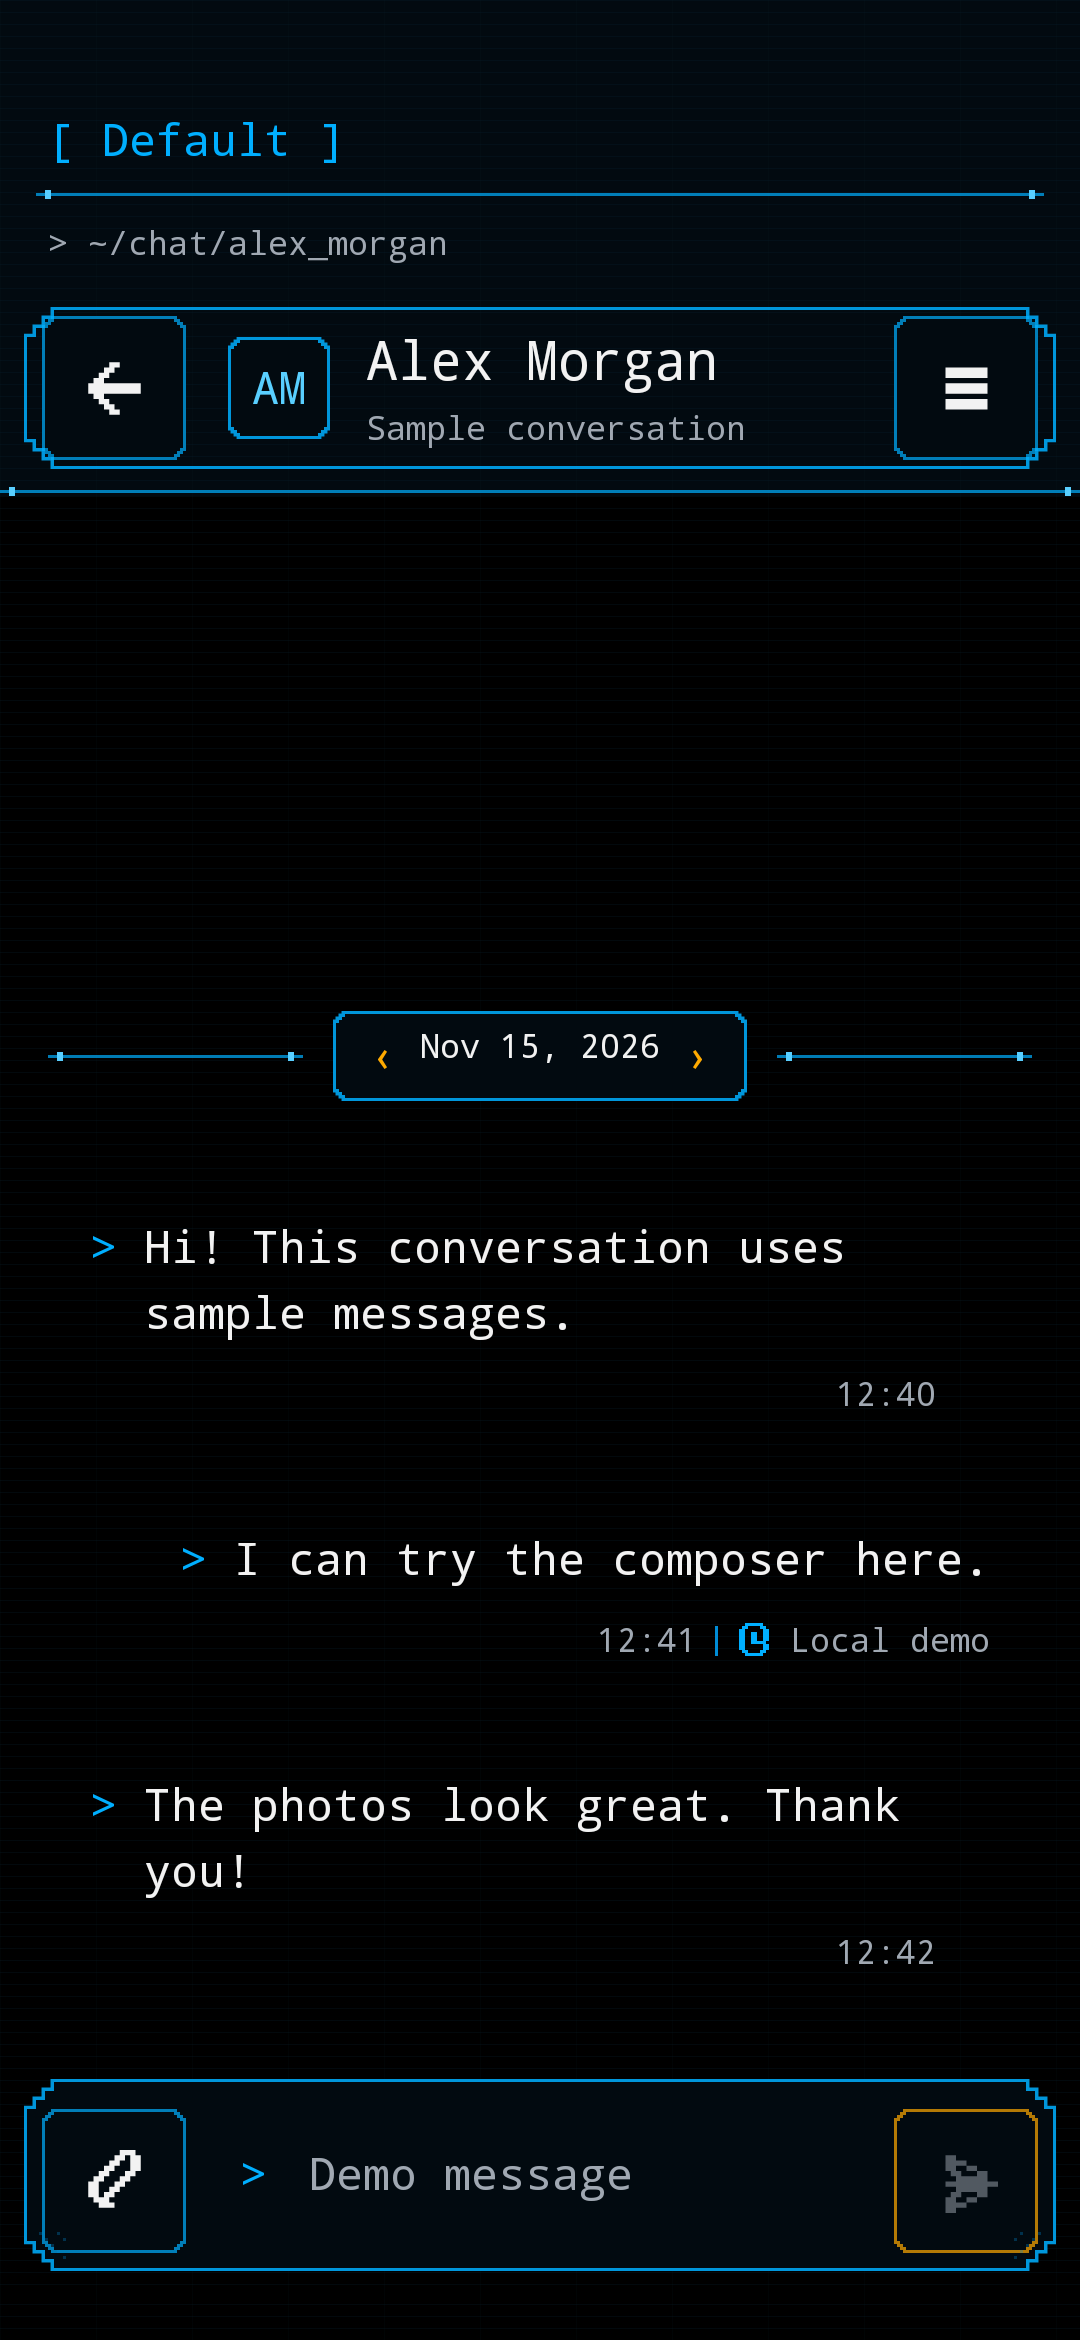 [ Default ]
> ~/chat/alex_morgan
AM
Alex Morgan
Sample conversation
‹ Nov 15, 2026 ›
> Hi! This conversation uses
sample messages.
12:40
> I can try the composer here.
12:41 | Local demo
> The photos look great. Thank
you!
12:42
> Demo message